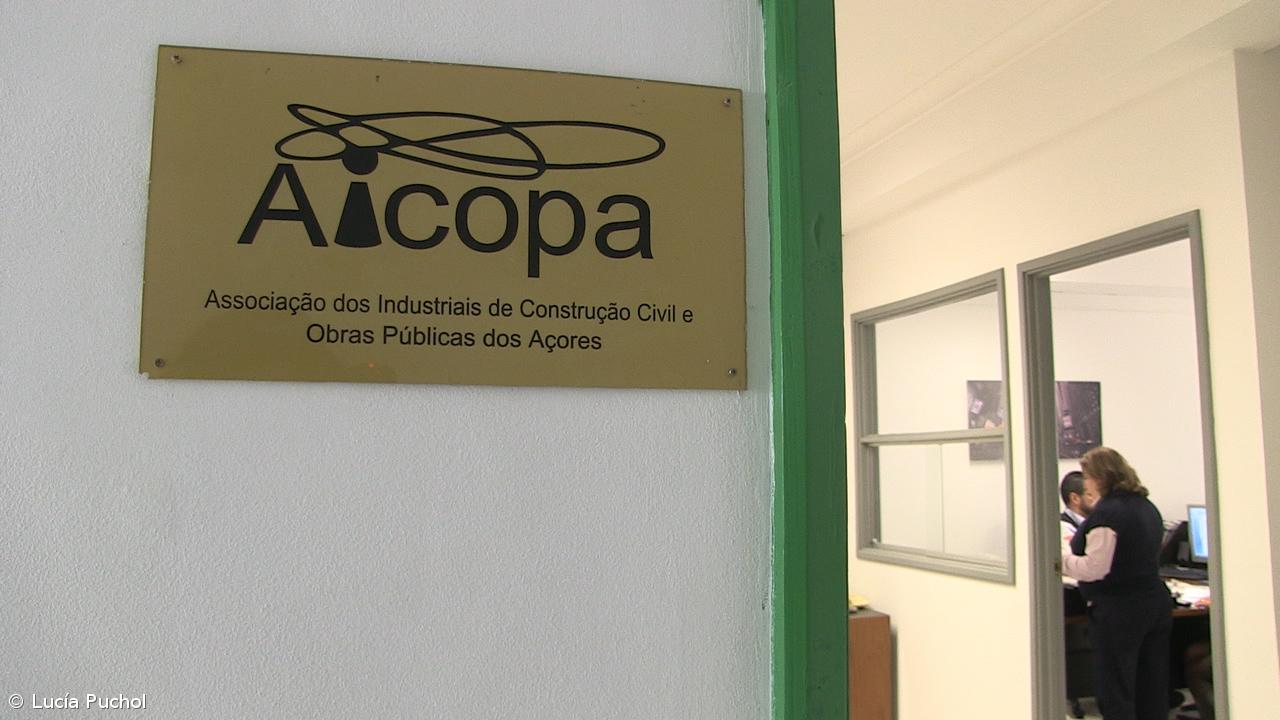 Aicopa
Associação dos Industriais de Construção Civil e
Obras Públicas dos Açores
© Lucía Puchol